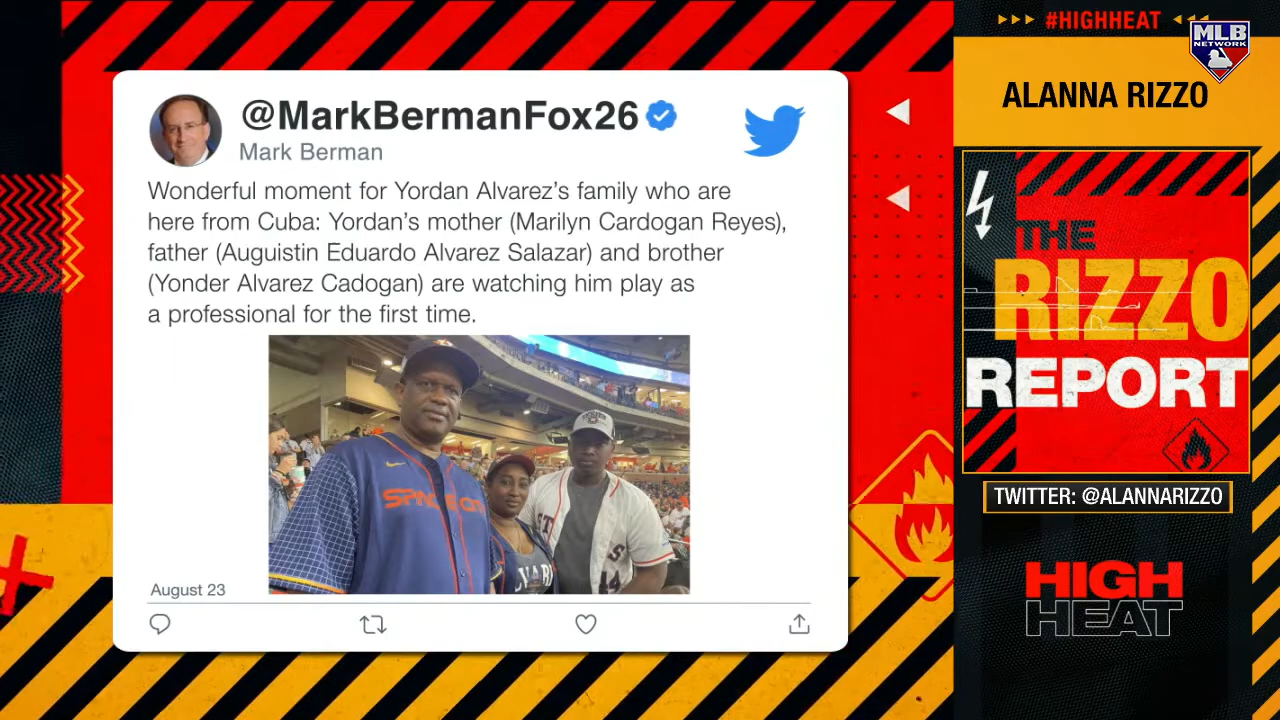 #HIGHHEAT
MLB
NETWORK
ALANNA RIZZO
@MarkBermanFox26
Mark Berman
Wonderful moment for Yordan Alvarez’s family who are
here from Cuba: Yordan’s mother (Marilyn Cardogan Reyes),
father (Auguistin Eduardo Alvarez Salazar) and brother
(Yonder Alvarez Cadogan) are watching him play as
a professional for the first time.
August 23
THE
RIZZO
REPORT
TWITTER: @ALANNARIZZO
HIGH
HEAT